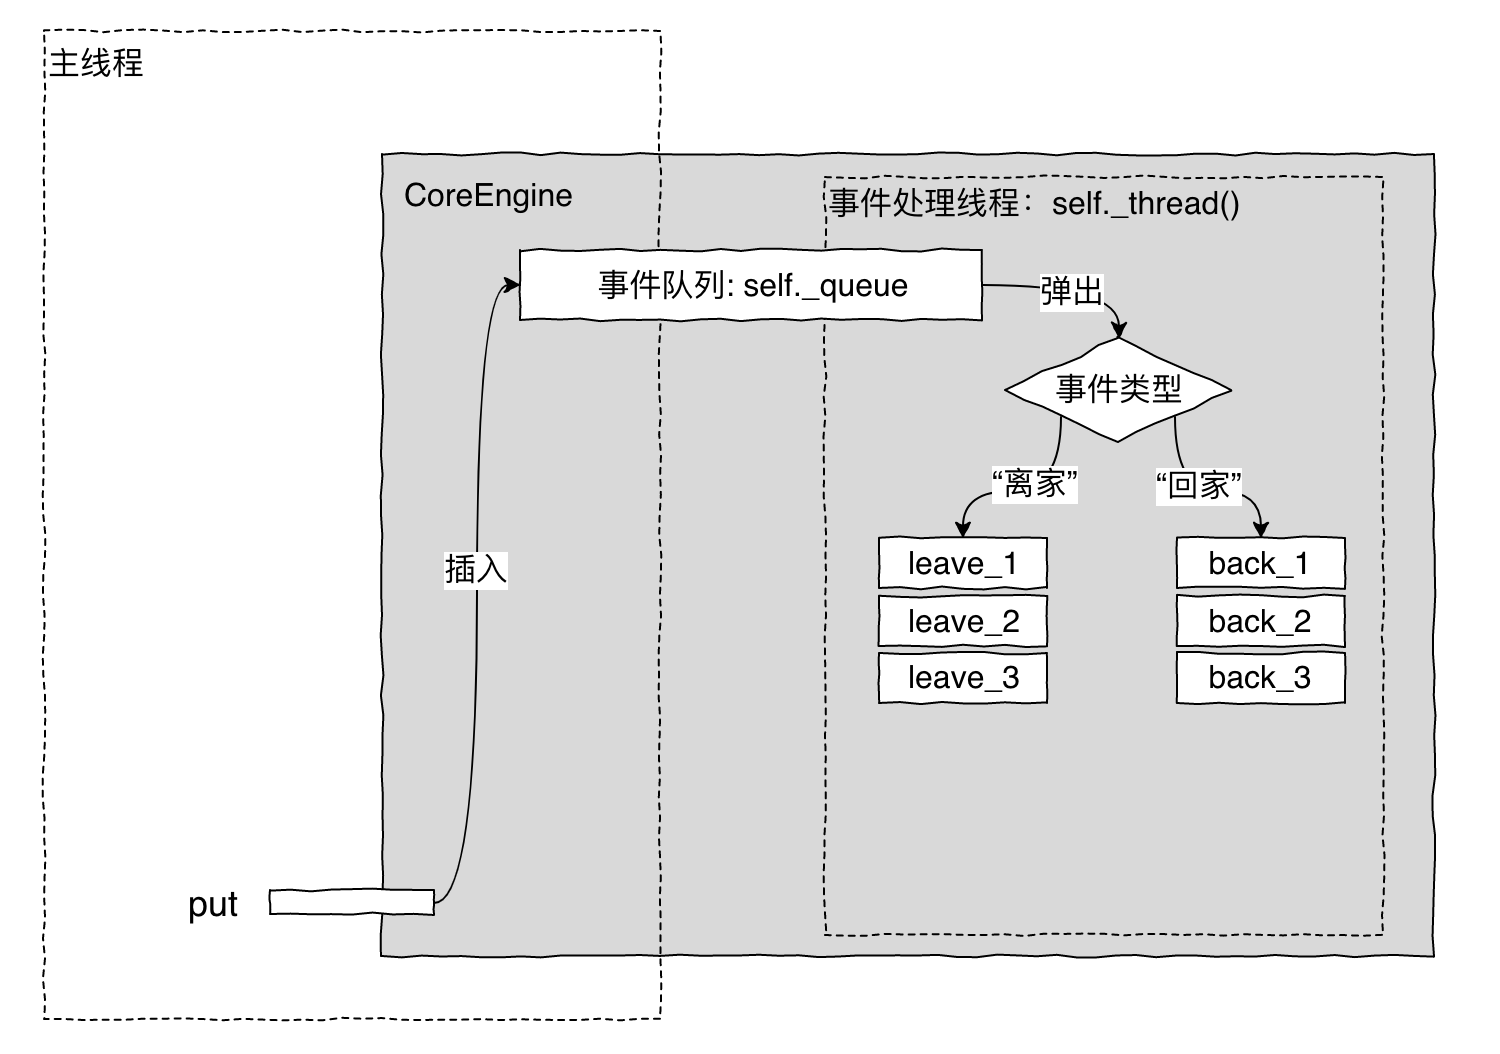 主线程
CoreEngine
事件处理线程：self._thread()
事件队列: self._queue
弹出
事件类型
“离家”
“回家”
插入
leave_1
back_1
leave_2
back_2
leave_3
back_3
put